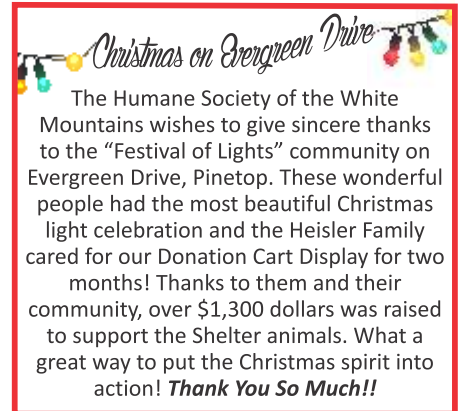 Christmas on Evergreen Drive
The Humane Society of the White
Mountains wishes to give sincere thanks
to the “Festival of Lights” community on
Evergreen Drive, Pinetop. These wonderful
people had the most beautiful Christmas
light celebration and the Heisler Family
cared for our Donation Cart Display for two
months! Thanks to them and their
community, over $1,300 dollars was raised
to support the Shelter animals. What a
great way to put the Christmas spirit into
action! Thank You So Much!!